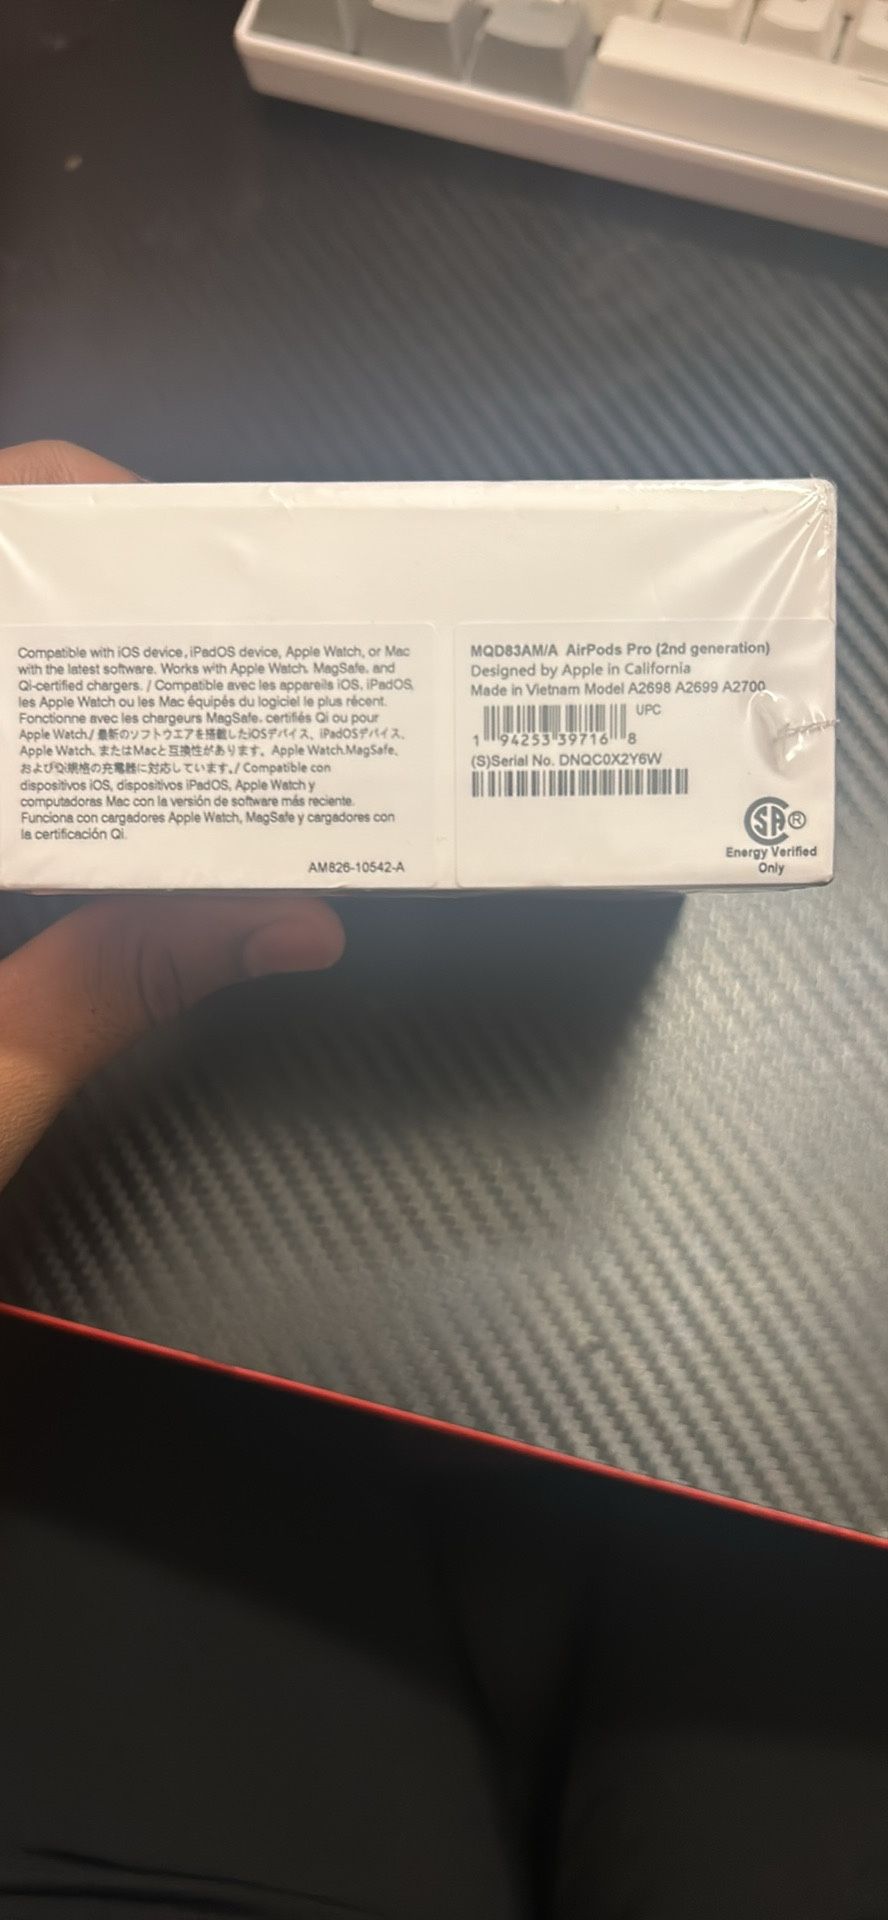 Compatible with iOS device, iPadOS device, Apple Watch, or Mac
with the latest software. Works with Apple Watch, MagSafe, and
Qi-certified chargers. / Compatible avec les appareils iOS, iPadOS,
les Apple Watch ou les Mac équipés du logiciel le plus récent.
Fonctionne avec les chargeurs MagSafe, certifiés Qi ou pour
Apple Watch./ 最新のソフトウエアを搭載したiOSデバイス、iPadOSデバイス、
Apple Watch、またはMacと互換性があります。Apple Watch.MagSafe、
およびQi規格の充電器に対応しています。/ Compatible con
dispositivos iOS, dispositivos iPadOS, Apple Watch y
computadoras Mac con la versión de software más reciente.
Funciona con cargadores Apple Watch, MagSafe y cargadores con
la certificación Qi.
AM826-10542-A
MQD83AM/A AirPods Pro (2nd generation)
Designed by Apple in California
Made in Vietnam Model A2698 A2699 A2700
UPC
1 94253 39716 8
(S)Serial No. DNQC0X2Y6W
SA ®
Energy Verified
Only